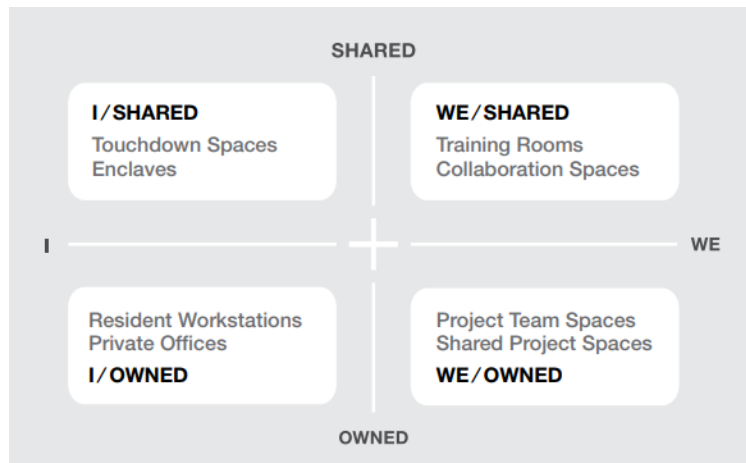 SHARED
I/SHARED
Touchdown Spaces
Enclaves
WE/SHARED
Training Rooms
Collaboration Spaces
I
WE
Resident Workstations
Private Offices
I/OWNED
Project Team Spaces
Shared Project Spaces
WE/OWNED
OWNED